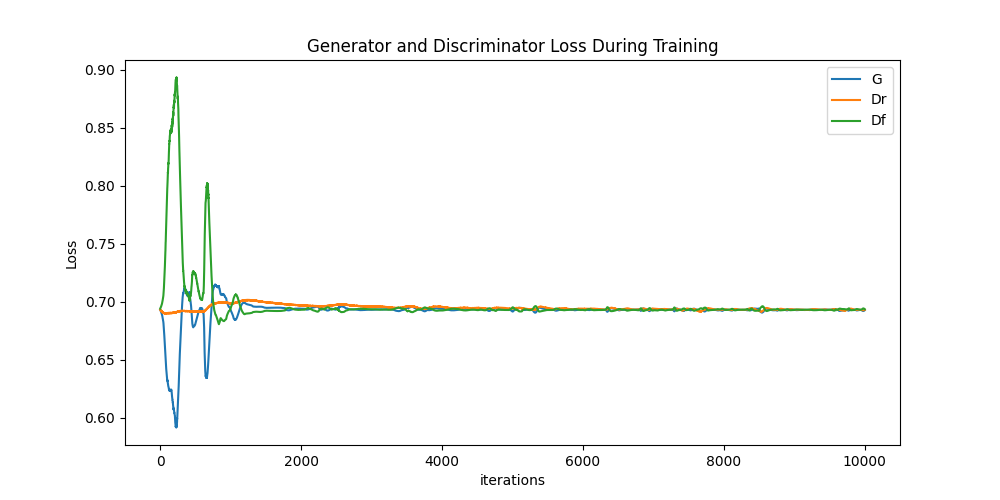 Generator and Discriminator Loss During Training
G
Dr
Df
Loss
0.90
0.85
0.80
0.75
0.70
0.65
0.60
0 2000 4000 6000 8000 10000
iterations